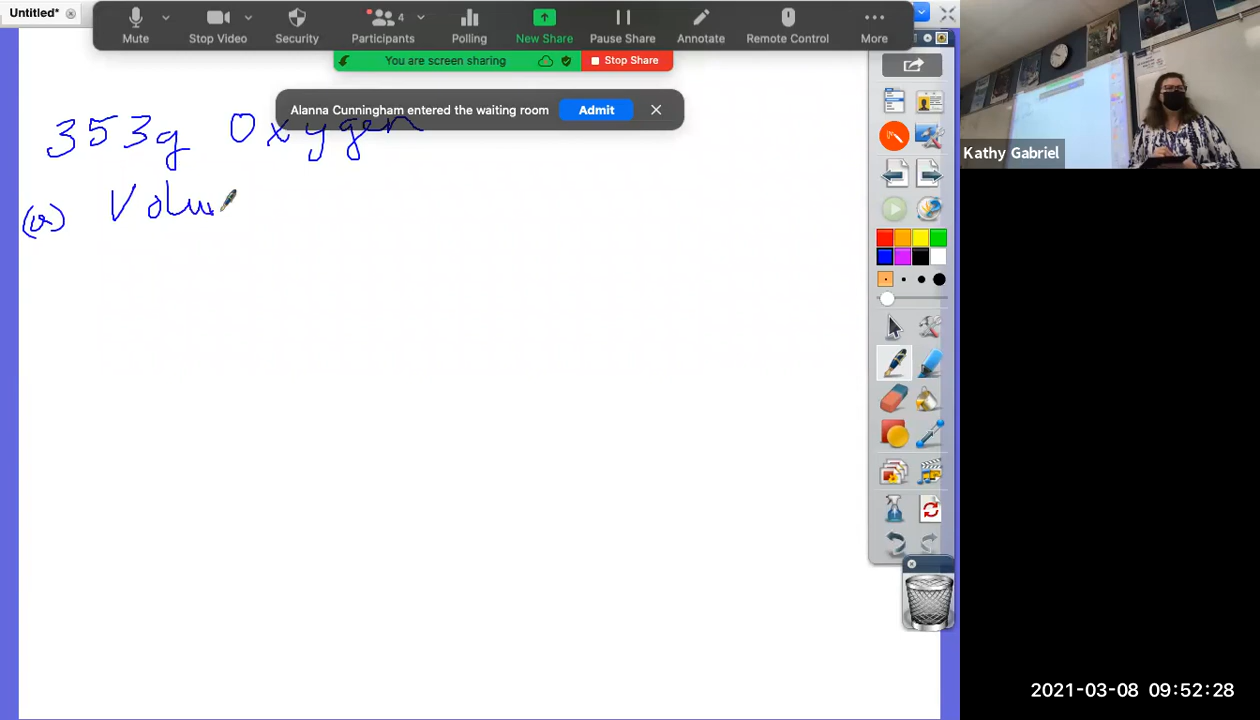 Untitled*
Mute
Stop Video
Security
4
Participants
Polling
New Share
Pause Share
Annotate
Remote Control
More
You are screen sharing
Stop Share
Alanna Cunningham entered the waiting room
Admit
353g Oxygen
(a) Volu
Kathy Gabriel
2021-03-08 09:52:28